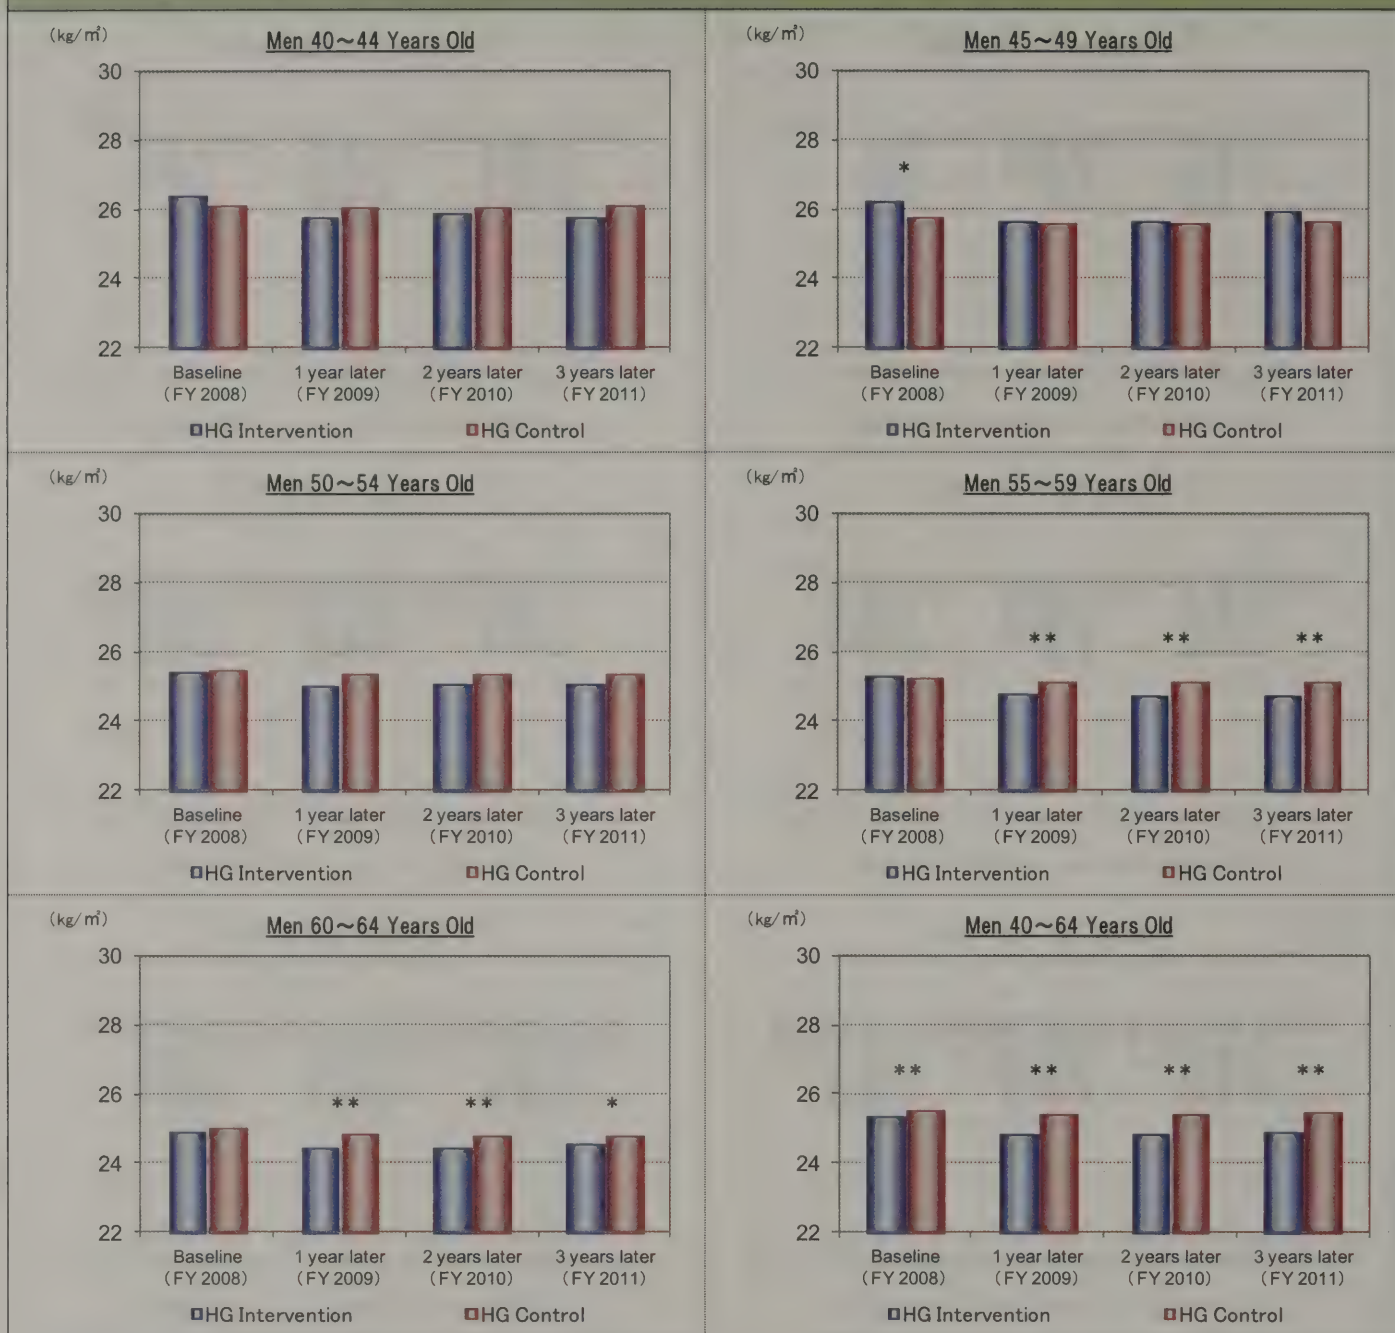 (kg/㎡)
Men 40～44 Years Old
30
28
26
24
22
*
Baseline 1 year later 2 years later 3 years later
(FY 2008) (FY 2009) (FY 2010) (FY 2011)
HG Intervention HG Control
(kg/㎡)
Men 45～49 Years Old
30
28
*
26
24
22
Baseline 1 year later 2 years later 3 years later
(FY 2008) (FY 2009) (FY 2010) (FY 2011)
HG Intervention HG Control
(kg/㎡)
Men 50～54 Years Old
30
28
26
24
22
Baseline 1 year later 2 years later 3 years later
(FY 2008) (FY 2009) (FY 2010) (FY 2011)
HG Intervention HG Control
(kg/㎡)
Men 55～59 Years Old
30
28
** ** **
26
24
22
Baseline 1 year later 2 years later 3 years later
(FY 2008) (FY 2009) (FY 2010) (FY 2011)
HG Intervention HG Control
(kg/㎡)
Men 60～64 Years Old
30
28
26
** ** *
24
22
Baseline 1 year later 2 years later 3 years later
(FY 2008) (FY 2009) (FY 2010) (FY 2011)
HG Intervention HG Control
(kg/㎡)
Men 40～64 Years Old
30
28
** ** ** **
26
24
22
Baseline 1 year later 2 years later 3 years later
(FY 2008) (FY 2009) (FY 2010) (FY 2011)
HG Intervention HG Control